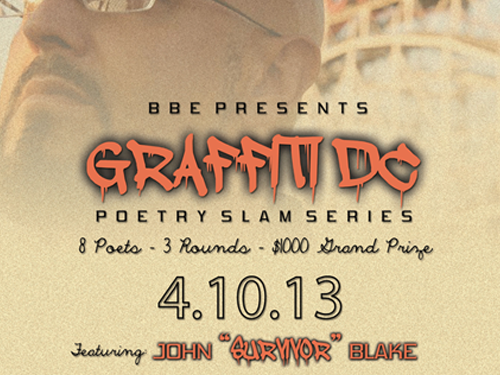 BBE PRESENTS
GRAFFITI DC
POETRY SLAM SERIES
8 Poets - 3 Rounds - $1000 Grand Prize
4.10.13
Featuring: JOHN "SURVIVOR" BLAKE